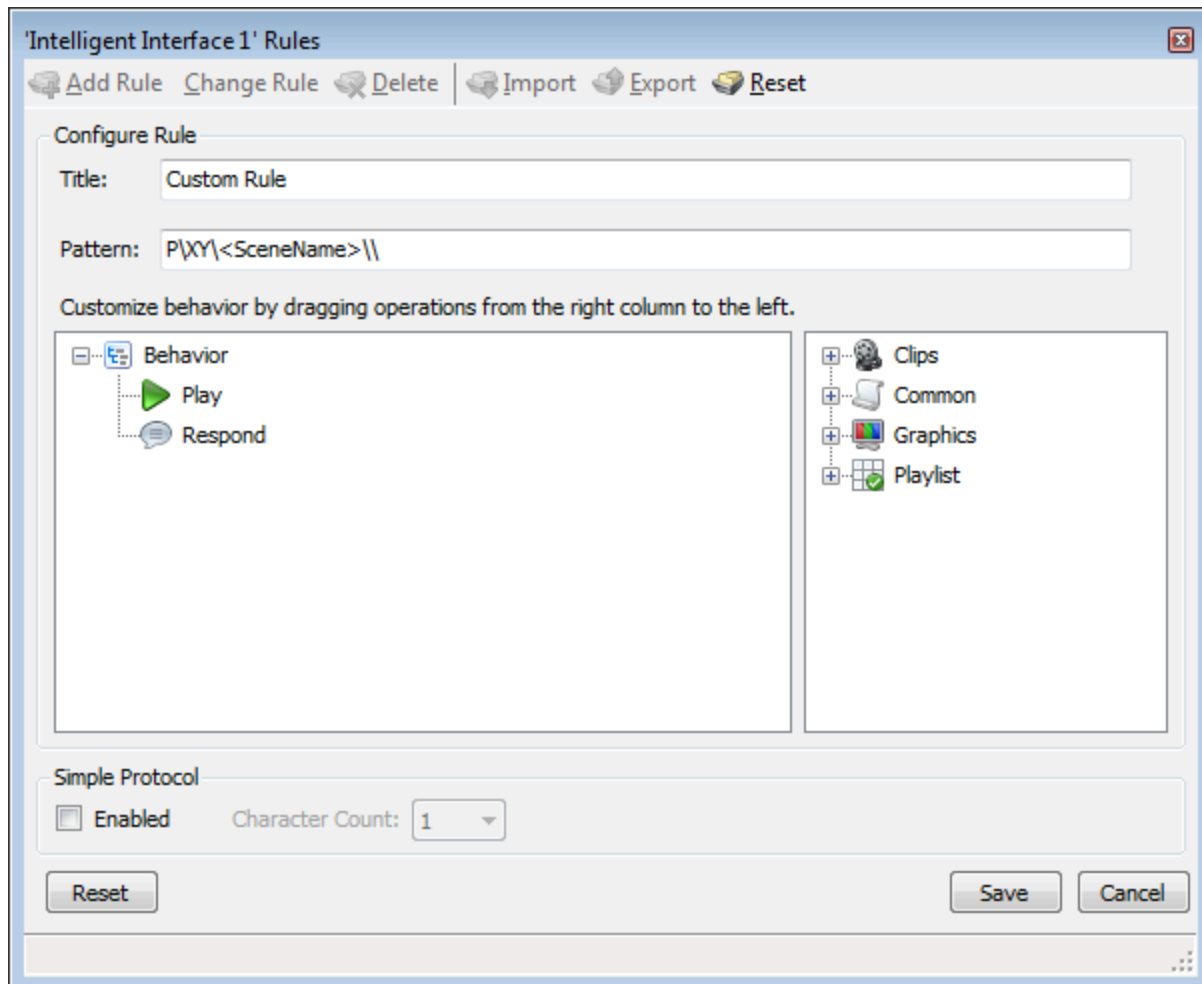 'Intelligent Interface 1' Rules
Add Rule Change Rule Delete Import Export Reset
Configure Rule
Title: Custom Rule
Pattern: P\XY\<SceneName>\\
Customize behavior by dragging operations from the right column to the left.
Behavior Clips
Play Common
Respond Graphics
Playlist
Simple Protocol
Enabled Character Count: 1
Reset Save Cancel